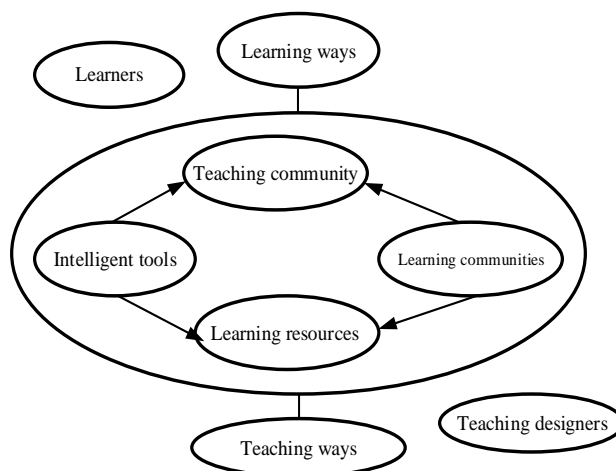 Learning ways
Learners
Teaching community
Intelligent tools
Learning communities
Learning resources
Teaching designers
Teaching ways